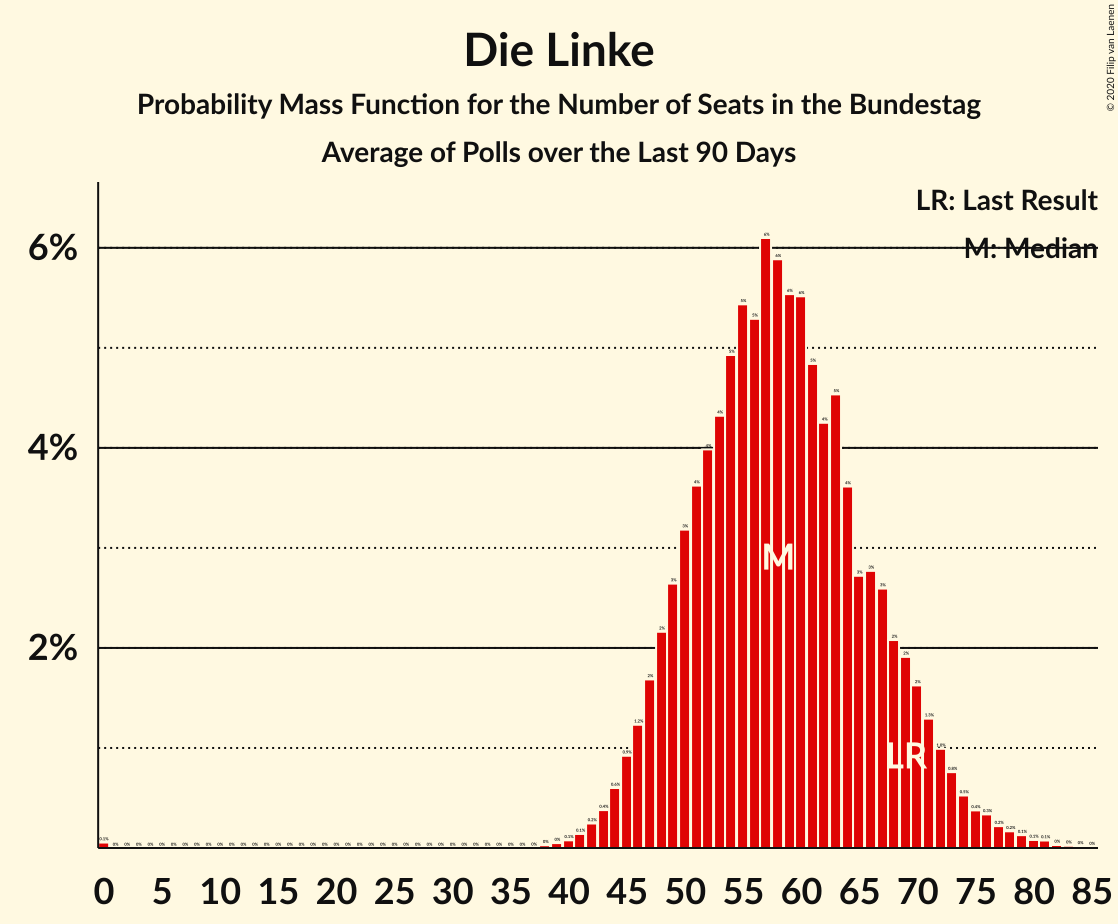 Die Linke
Probability Mass Function for the Number of Seats in the Bundestag
Average of Polls over the Last 90 Days
© 2020 Filip van Laenen
LR: Last Result
M: Median
6%
4%
2%
M
LR
0 5 10 15 20 25 30 35 40 45 50 55 60 65 70 75 80 85